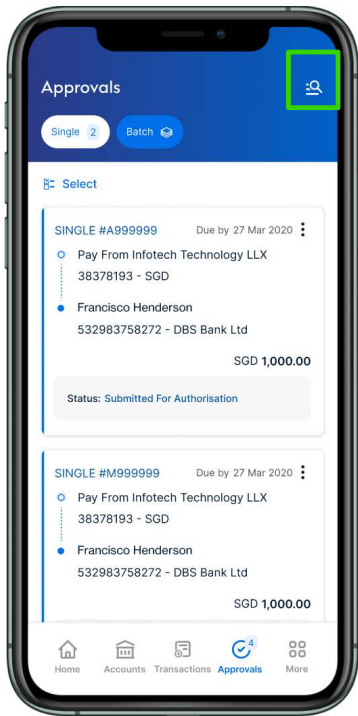 Approvals
Single 2 Batch
Select
SINGLE #A999999 Due by 27 Mar 2020
Pay From Infotech Technology LLX
38378193 - SGD
Francisco Henderson
532983758272 - DBS Bank Ltd
SGD 1,000.00
Status: Submitted For Authorisation
SINGLE #M999999 Due by 27 Mar 2020
Pay From Infotech Technology LLX
38378193 - SGD
Francisco Henderson
532983758272 - DBS Bank Ltd
SGD 1,000.00
4
Home Accounts Transactions Approvals More